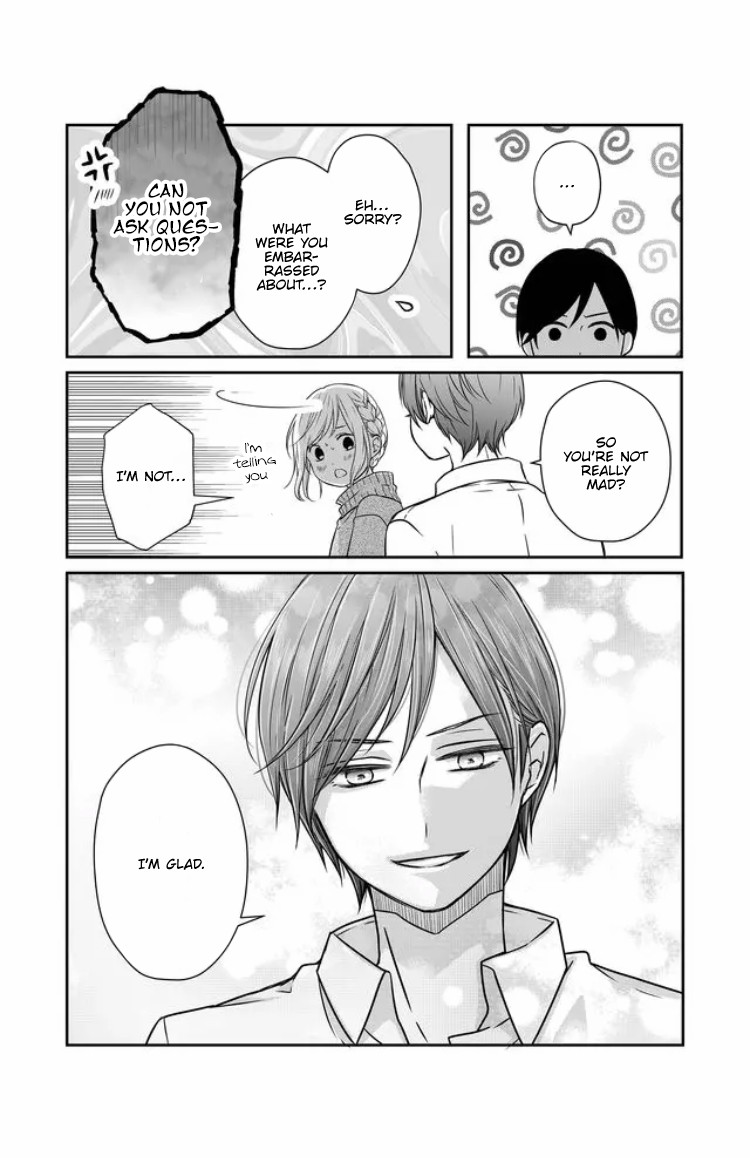 ...
EH...
SORRY?
WHAT
WERE YOU
EMBAR-
RASSED
ABOUT...?
CAN
YOU NOT
ASK QUES-
TIONS?
SO
YOU'RE NOT
REALLY
MAD?
I'M NOT...
I'm
telling
you
I'M GLAD.